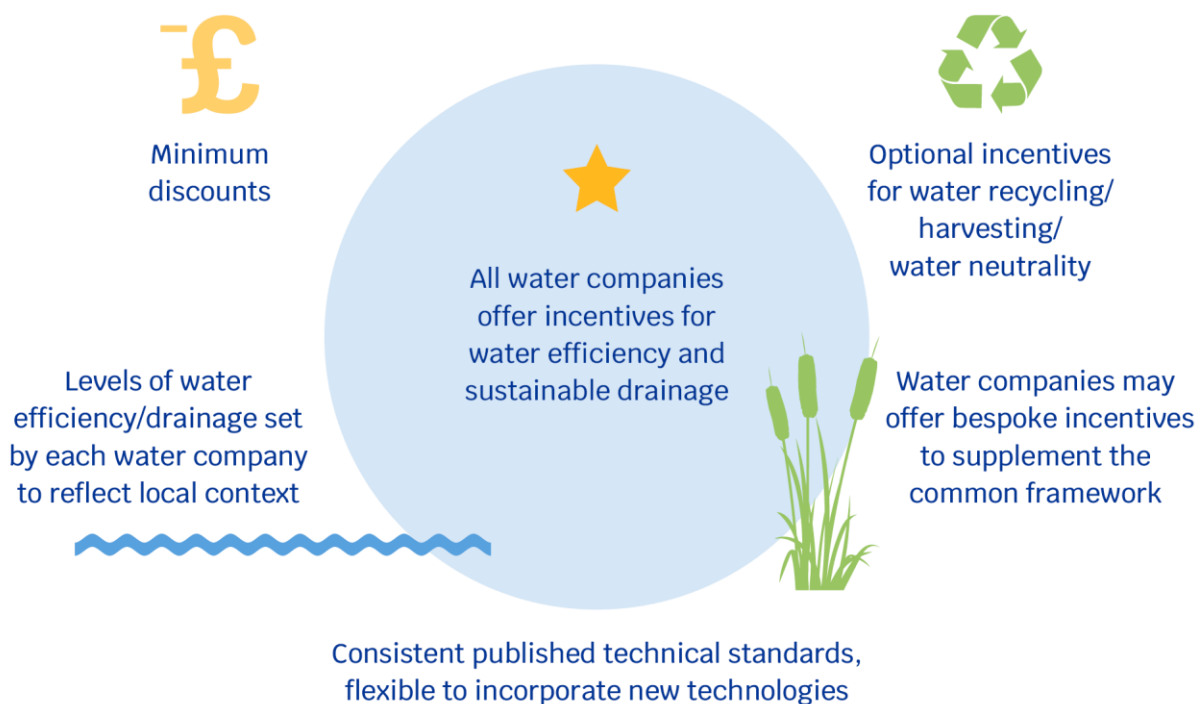 Minimum
discounts
Optional incentives
for water recycling/
harvesting/
water neutrality
All water companies
offer incentives for
water efficiency and
sustainable drainage
Levels of water
efficiency/drainage set
by each water company
to reflect local context
Water companies may
offer bespoke incentives
to supplement the
common framework
Consistent published technical standards,
flexible to incorporate new technologies